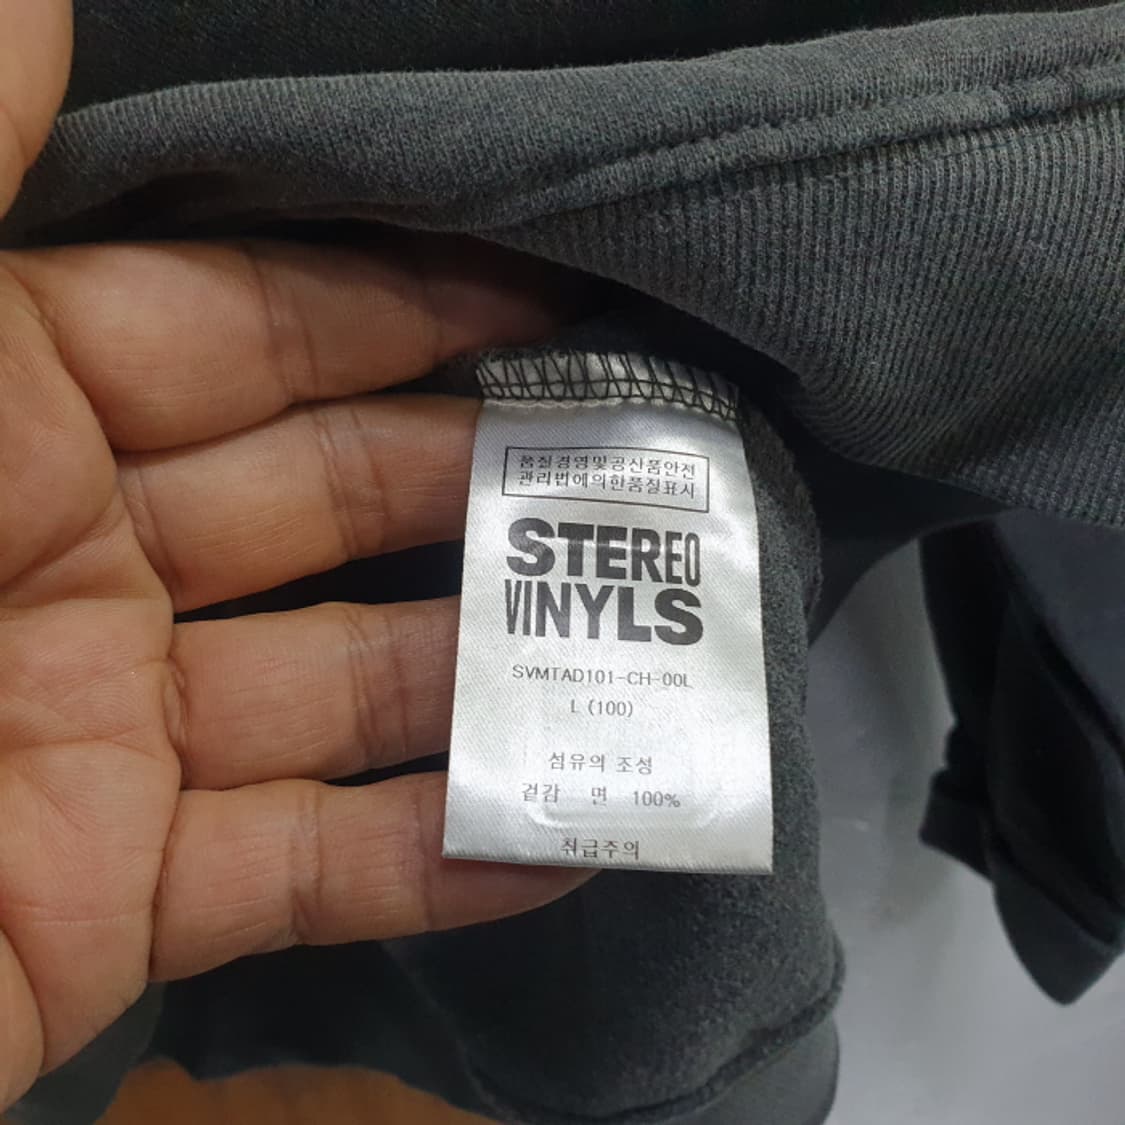 품질경영및공산품안전
관리법에의한품질표시
STEREO
VINYLS
SVMTAD101-CH-00L
L (100)
섬유의 조성
겉감 면 100%
취급주의